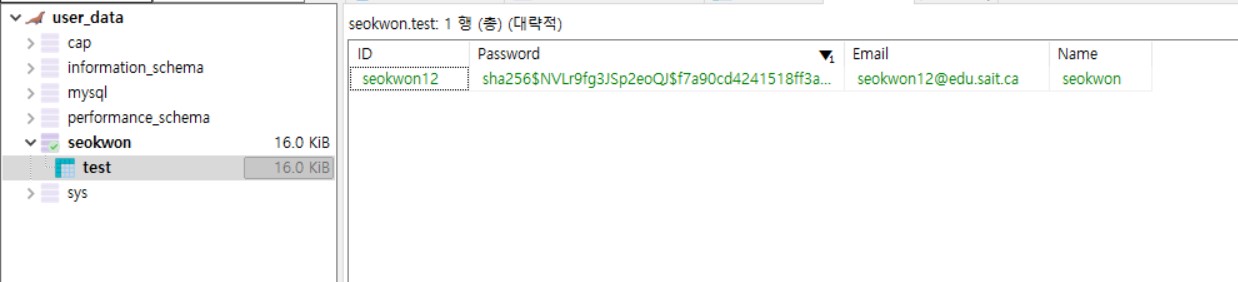 user_data
cap
information_schema
mysql
performance_schema
seokwon 16.0 KiB
test 16.0 KiB
sys
seokwon.test: 1 행 (총) (대략적)
ID Password 1 Email Name
seokwon12 sha256$NVLr9fg3JSp2eoQJ$f7a90cd4241518ff3a... seokwon12@edu.sait.ca seokwon